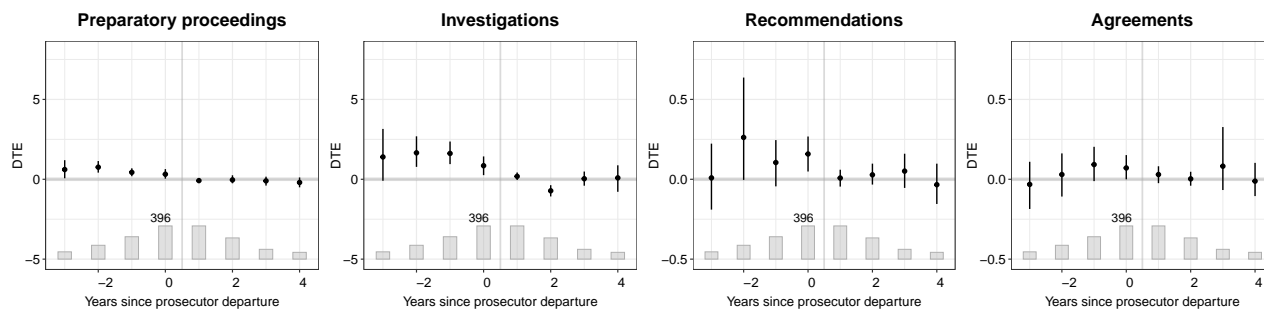 Preparatory proceedings
5
0
−5
DTE
396
−2 0 2 4
Years since prosecutor departure
Investigations
5
0
−5
DTE
396
−2 0 2 4
Years since prosecutor departure
Recommendations
0.5
0.0
−0.5
DTE
396
−2 0 2 4
Years since prosecutor departure
Agreements
0.5
0.0
−0.5
DTE
396
−2 0 2 4
Years since prosecutor departure